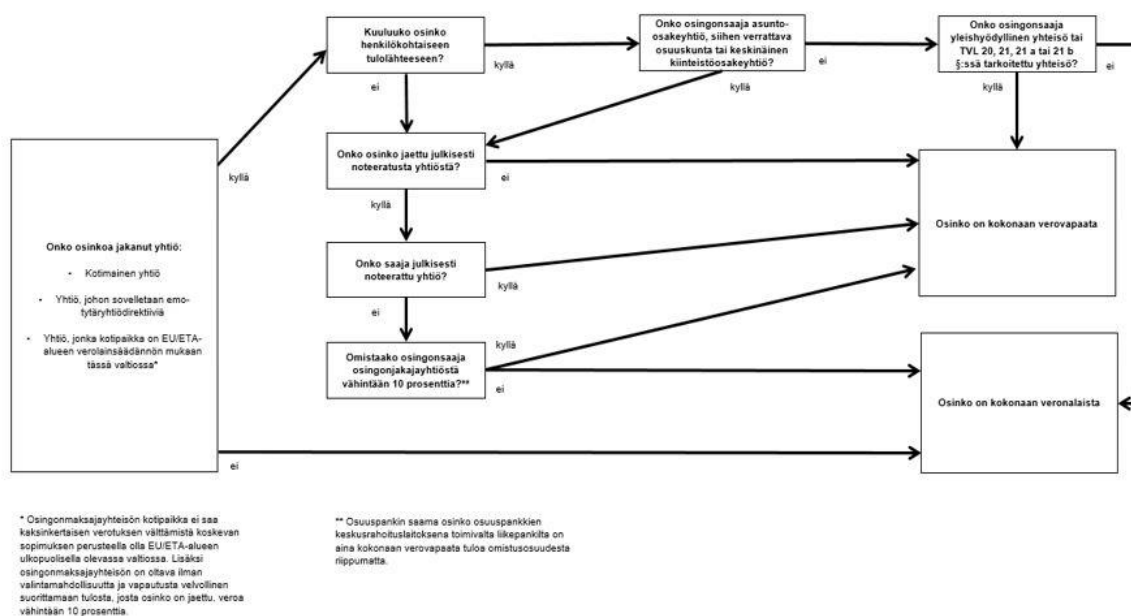 Kuuluuko osinko
henkilökohtaiseen
tulolähteeseen?
kyllä
ei
Onko osingonsaaja asunto-
osakeyhtiö, siihen verrattava
osuuskunta tai keskinäinen
kiinteistöosakeyhtiö?
ei
kyllä
Onko osingonsaaja
yleishyödyllinen yhteisö tai
TVL 20, 21, 21 a tai 21 b
§:ssä tarkoitettu yhteisö?
ei
kyllä
Onko osinkoa jakanut yhtiö:
• Kotimainen yhtiö
• Yhtiö, johon sovelletaan emo-
tytäryhtiödirektiiviä
• Yhtiö, jonka kotipaikka on EU/ETA-
alueen verolainsäädännön mukaan
tässä valtiossa*
kyllä
ei
Onko osinko jaettu julkisesti
noteeratusta yhtiöstä?
ei
kyllä
Onko saaja julkisesti
noteerattu yhtiö?
kyllä
ei
Omistaako osingonsaaja
osingonjakajayhtiöstä
vähintään 10 prosenttia?**
kyllä
ei
Osinko on kokonaan verovapaata
Osinko on kokonaan veronalaista
* Osingonmaksajayhteisön kotipaikka ei saa
kaksinkertaisen verotuksen välttämistä koskevan
sopimuksen perusteella olla EU/ETA-alueen
ulkopuolisella olevassa valtiossa. Lisäksi
osingonmaksajayhteisön on oltava ilman
valintamahdollisuutta ja vapautusta velvollinen
suorittamaan tulosta, josta osinko on jaettu, veroa
vähintään 10 prosenttia.
** Osuuspankin saama osinko osuuspankkien
keskusrahoituslaitoksena toimivalta liikepankilta on
aina kokonaan verovapaata tuloa omistusosuudesta
riippumatta.